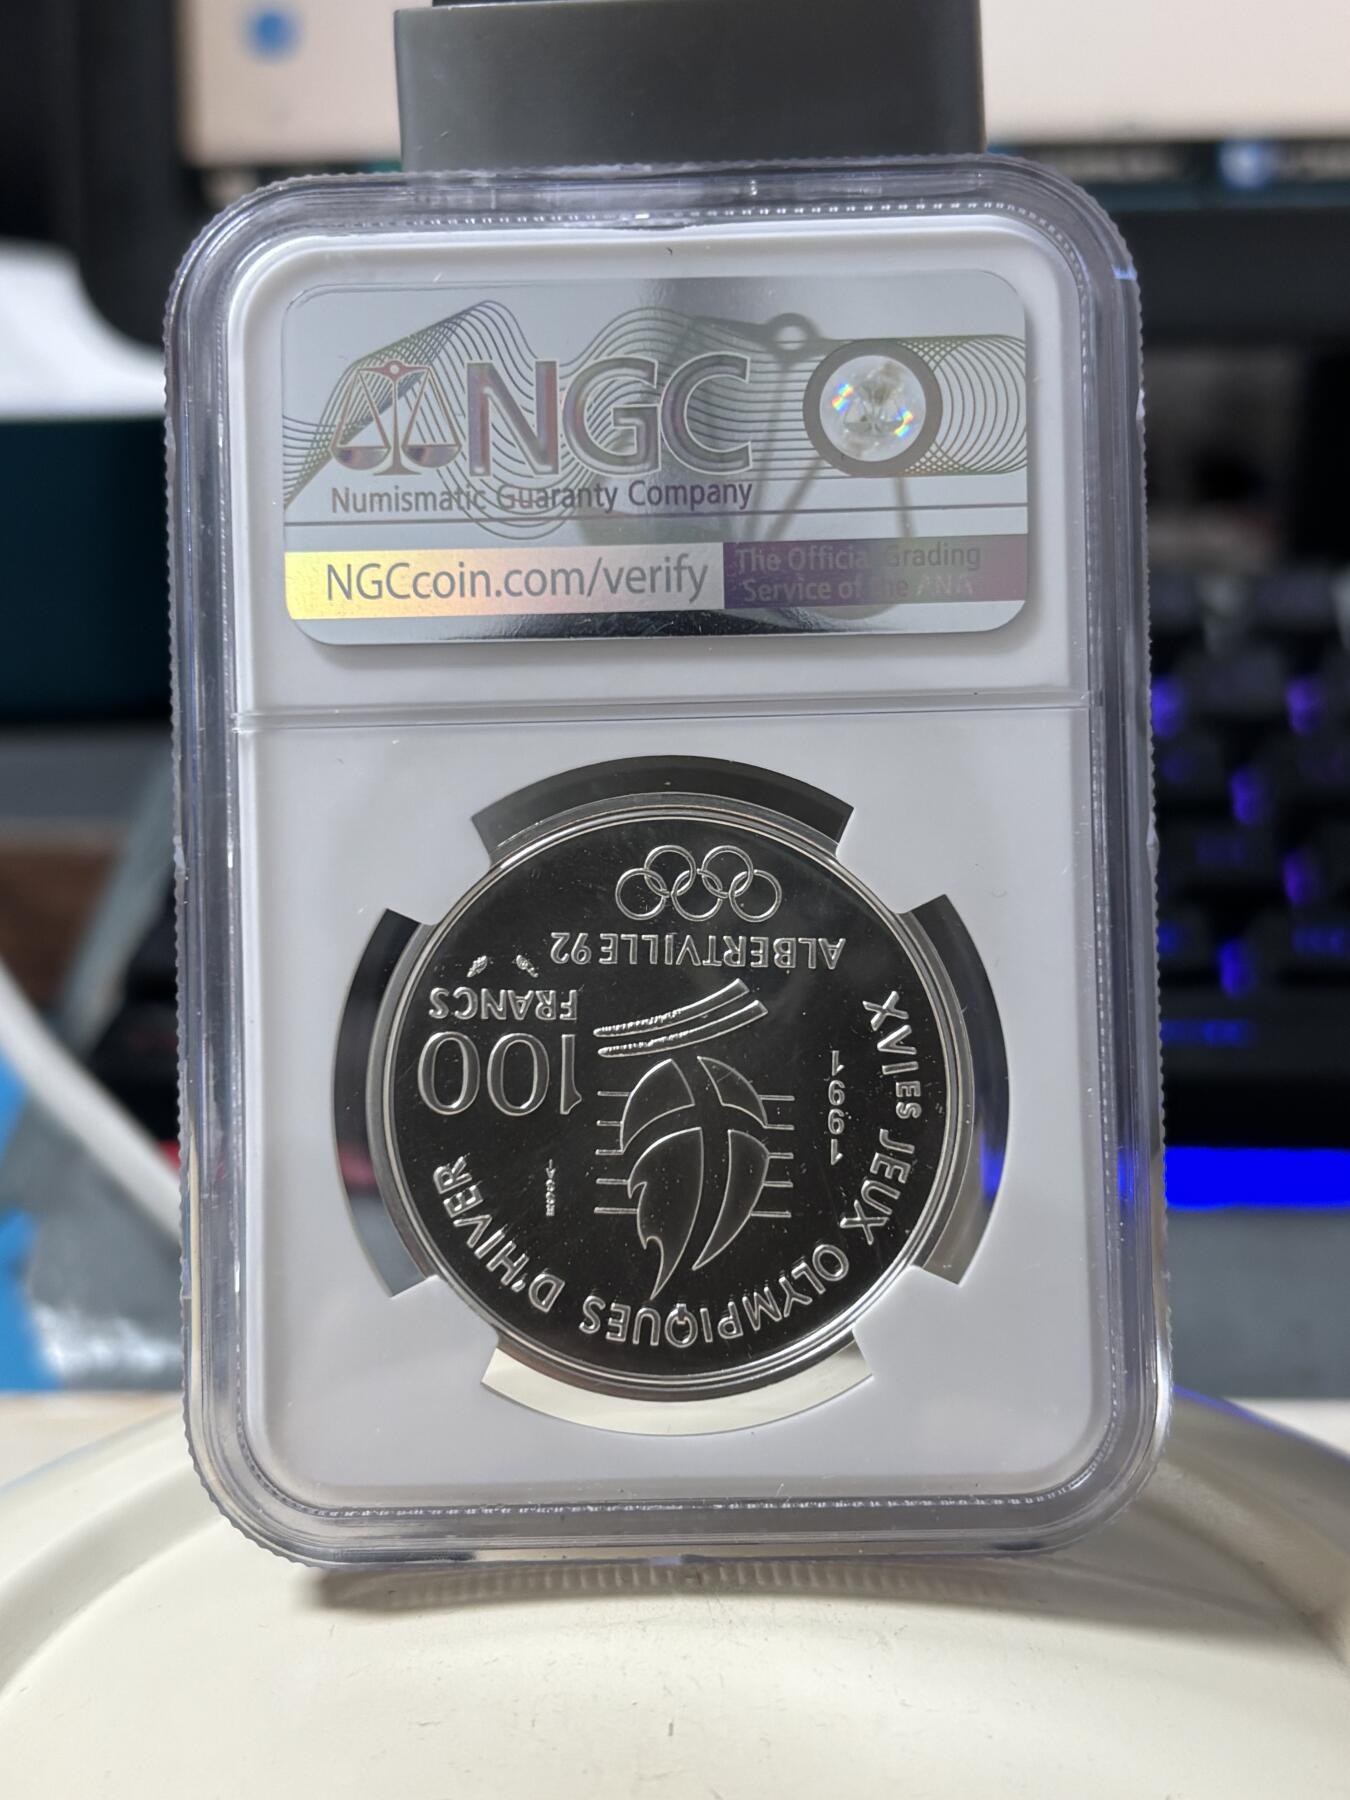 NGC
Numismatic Guaranty Company
NGCcoin.com/verify
The Official Grading
Service of the ANA
XVIES JEUX OLYMPIQUES D'HIVER
1991
100
FRANCS
ALBERTVILLE 92